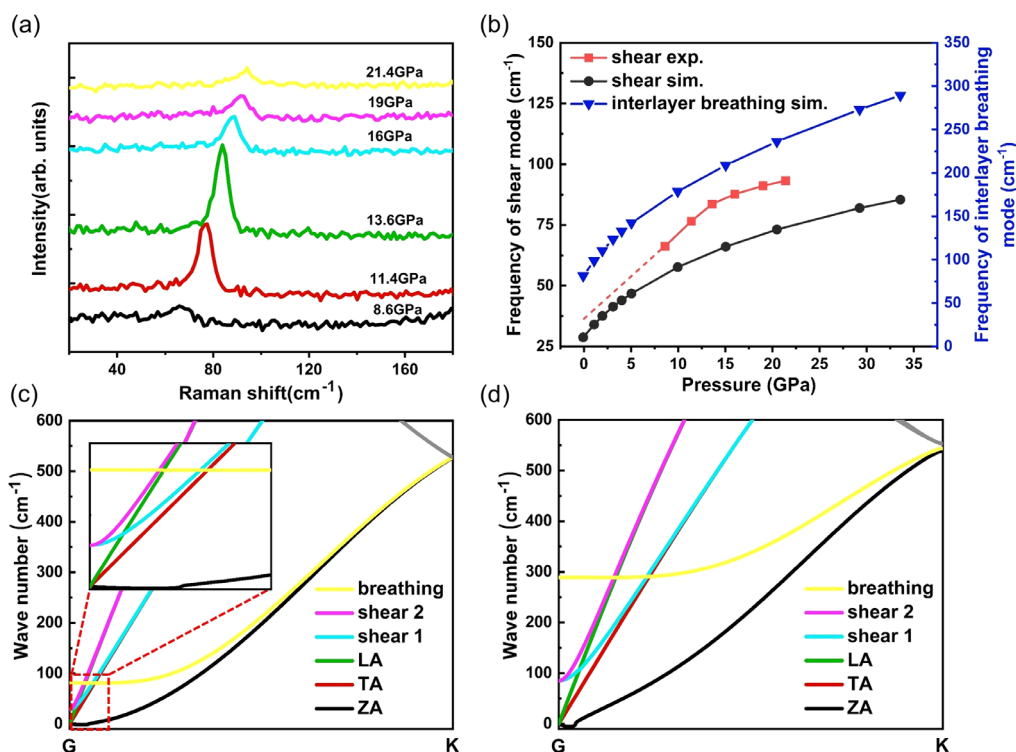 (a)
Intensity(arb. units)
21.4GPa
19GPa
16GPa
13.6GPa
11.4GPa
8.6GPa
40 80 120 160
Raman shift(cm-1)
(b)
Frequency of shear mode (cm-1)
150
125
100
75
50
25
shear exp.
shear sim.
interlayer breathing sim.
0 5 10 15 20 25 30 35
Pressure (GPa)
350
300
250
200
150
100
50
0
Frequency of interlayer breathing
mode (cm-1)
(c)
Wave number (cm-1)
600
500
400
300
200
100
0
breathing
shear 2
shear 1
LA
TA
ZA
G K
(d)
Wave number (cm-1)
600
500
400
300
200
100
0
breathing
shear 2
shear 1
LA
TA
ZA
G K